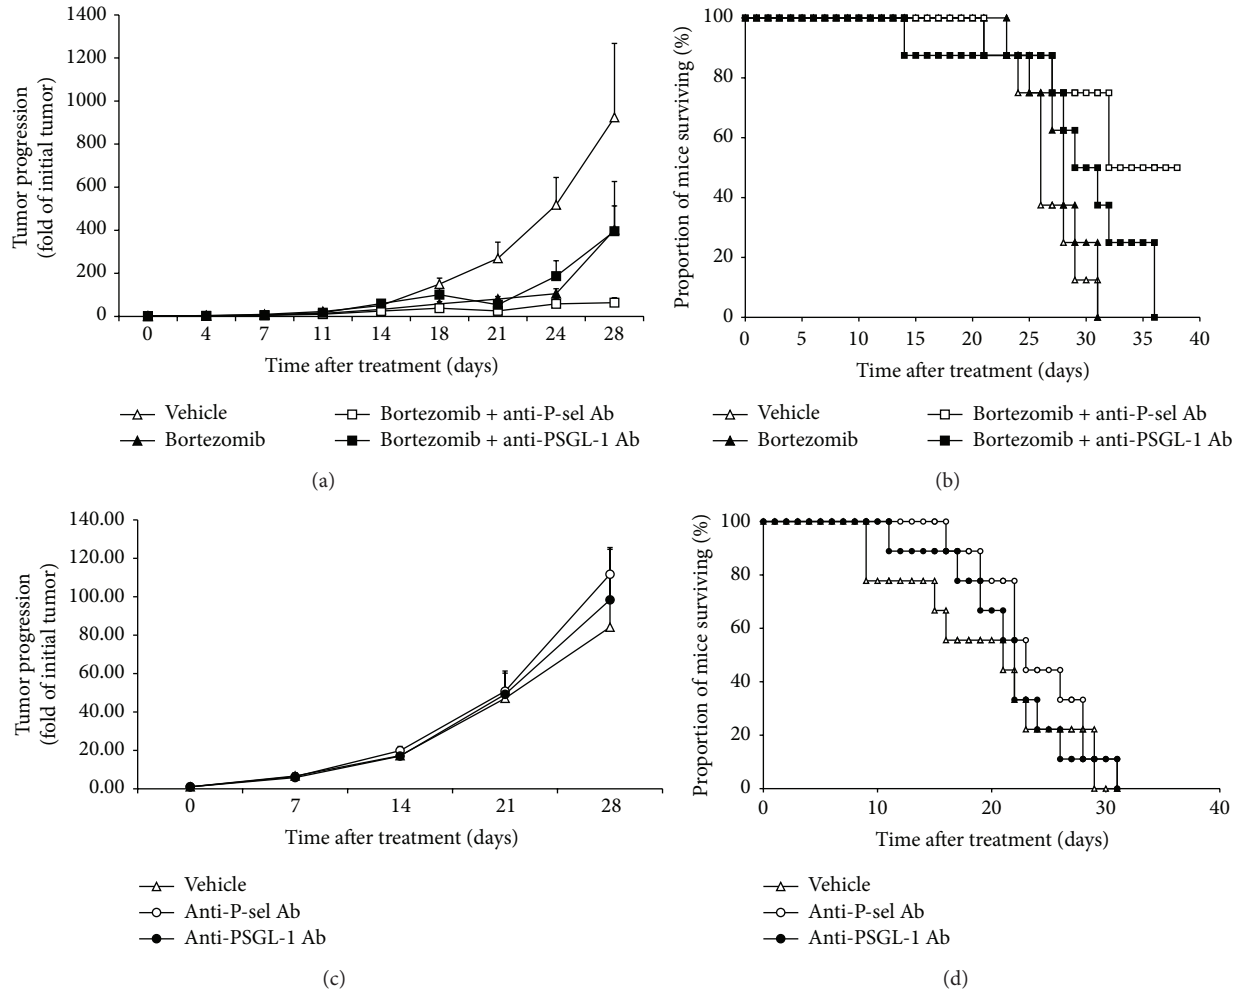 1400
1200
1000
800
600
400
200
0
Tumor progression
(fold of initial tumor)
0 4 7 11 14 18 21 24 28
Time after treatment (days)
Vehicle
Bortezomib
Bortezomib + anti-P-sel Ab
Bortezomib + anti-PSGL-1 Ab
(a)
100
80
60
40
20
0
Proportion of mice surviving (%)
0 5 10 15 20 25 30 35 40
Time after treatment (days)
Vehicle
Bortezomib
Bortezomib + anti-P-sel Ab
Bortezomib + anti-PSGL-1 Ab
(b)
140.00
120.00
100.00
80.00
60.00
40.00
20.00
0.00
Tumor progression
(fold of initial tumor)
0 7 14 21 28
Time after treatment (days)
Vehicle
Anti-P-sel Ab
Anti-PSGL-1 Ab
(c)
100
80
60
40
20
0
Proportion of mice surviving (%)
0 10 20 30 40
Time after treatment (days)
Vehicle
Anti-P-sel Ab
Anti-PSGL-1 Ab
(d)